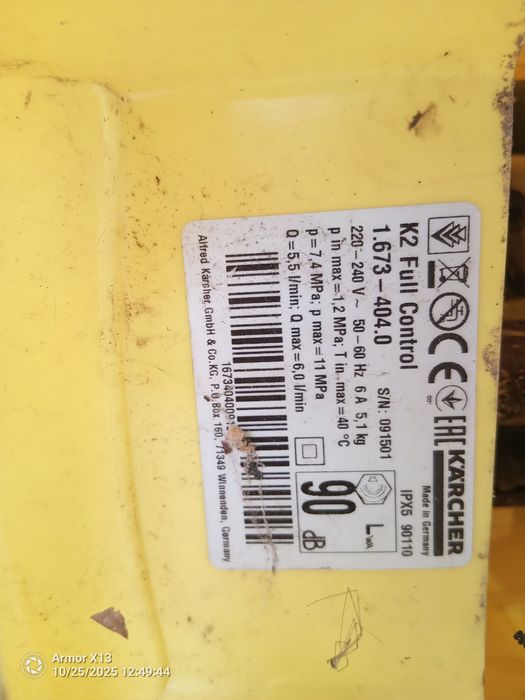 KÄRCHER
Made in Germany
IPX5 90110
CE EAC
K2 Full Control
1.673-404.0 S/N: 091501
220-240 V~ 50-60 Hz 6 A 5,1 kg
p in max=1,2 MPa; T in max=40 °C
p=7,4 MPa; p max=11 MPa
Q=5,5 l/min; Q max=6,0 l/min
LWA
90
dB
Alfred Kärcher GmbH & Co.KG, P.O.Box 160, 71349 Winnenden, Germany
Armor X13
10/25/2025 12:49:44